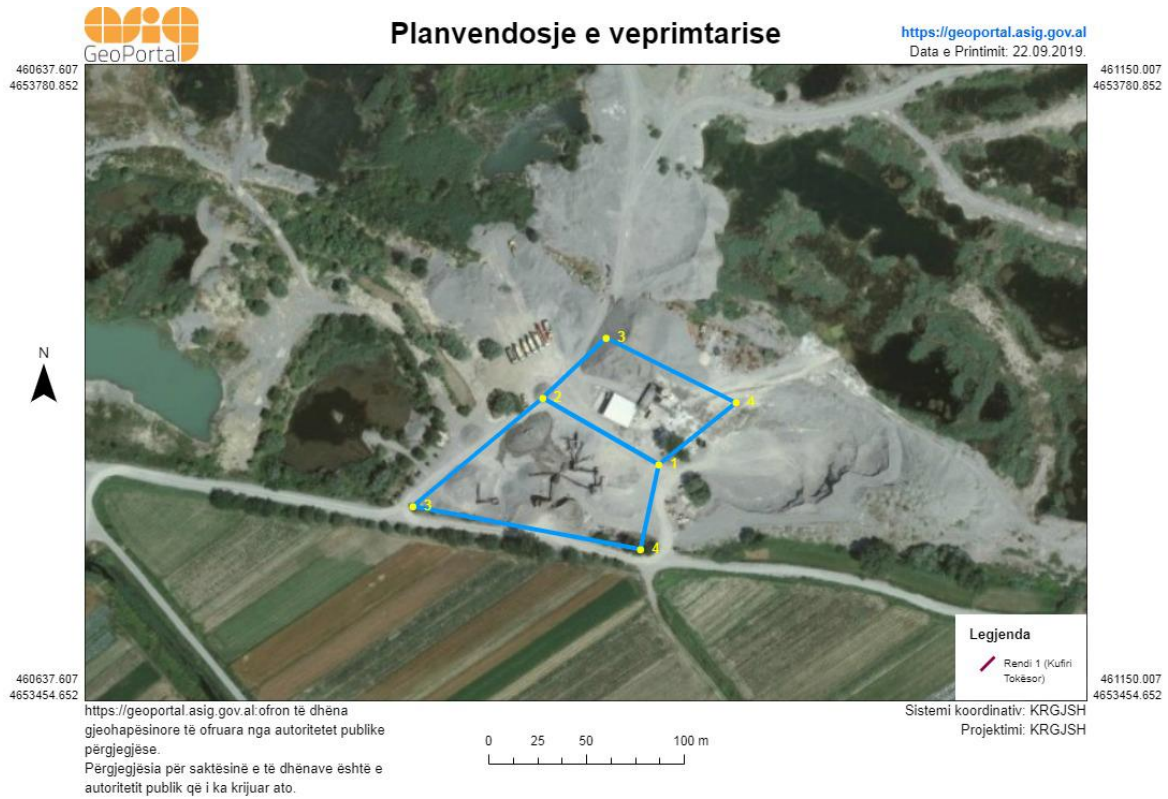 asig
GeoPortal
Planvendosje e veprimtarise
https://geoportal.asig.gov.al
Data e Printimit: 22.09.2019.
460637.607
4653780.852
461150.007
4653780.852
N
3
2
4
1
3
4
Legjenda
Rendi 1 (Kufiri
Tokësor)
460637.607
4653454.652
461150.007
4653454.652
https://geoportal.asig.gov.al:ofron të dhëna
gjeohapësinore të ofruara nga autoritetet publike
përgjegjëse.
Përgjegjësia për saktësinë e të dhënave është e
autoritetit publik që i ka krijuar ato.
0 25 50 100 m
Sistemi koordinativ: KRGJSH
Projektimi: KRGJSH